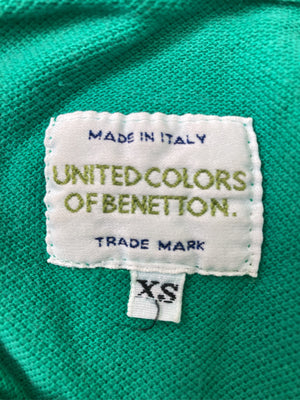 MADE IN ITALY
UNITED COLORS
OF BENETTON.
TRADE MARK
XS